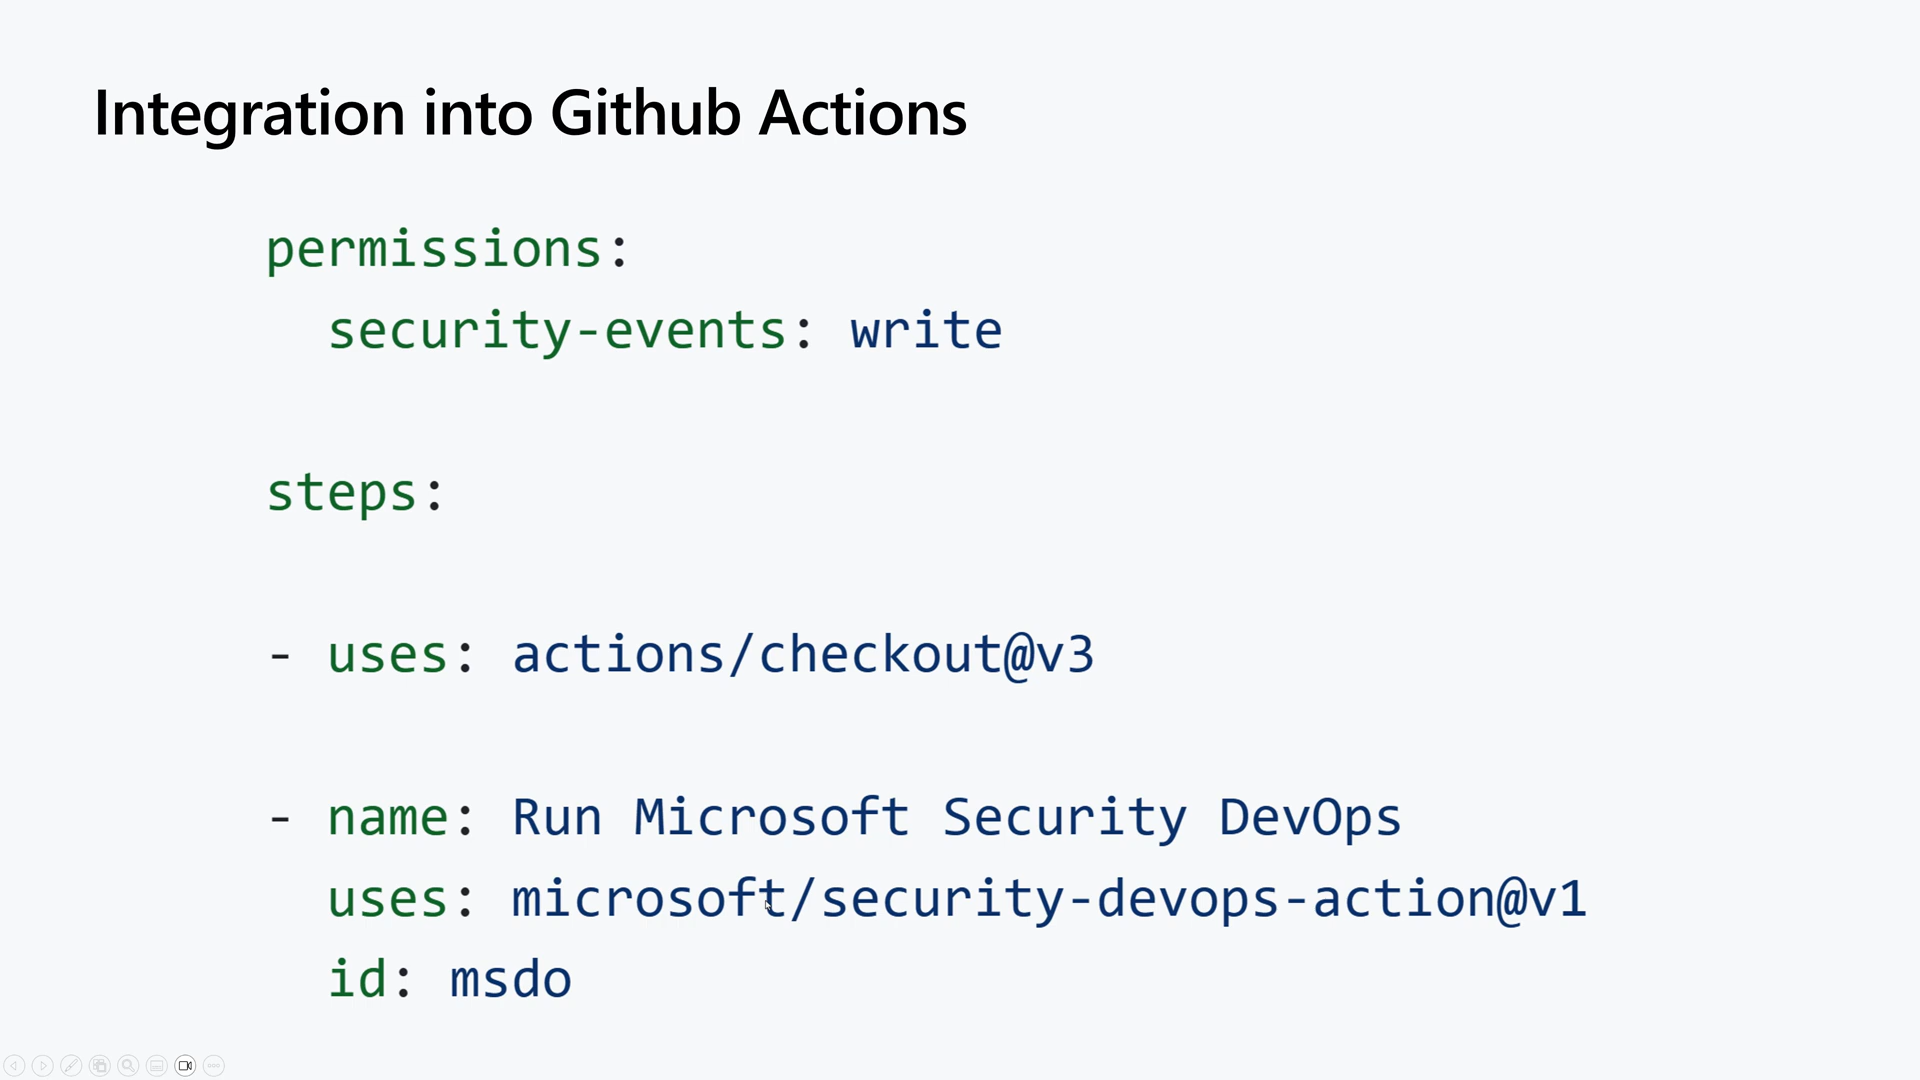 Integration into Github Actions
permissions:
security-events: write
steps:
- uses: actions/checkout@v3
- name: Run Microsoft Security DevOps
uses: microsoft/security-devops-action@v1
id: msdo